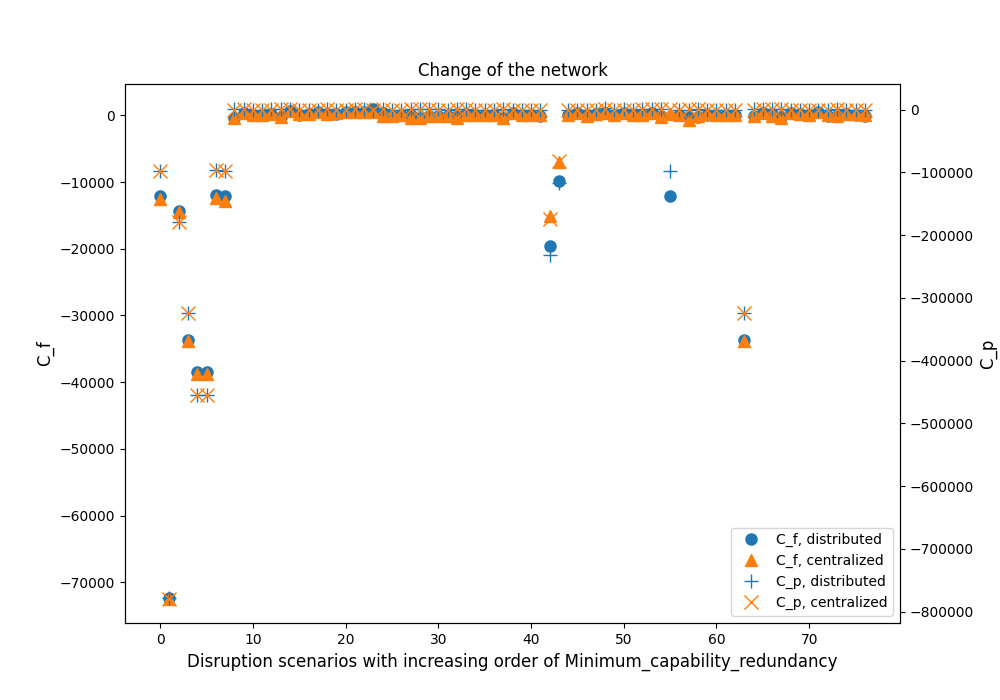 Change of the network
0
−10000
−20000
−30000
−40000
−50000
−60000
−70000
C_f
0
−100000
−200000
−300000
−400000
−500000
−600000
−700000
−800000
C_p
C_f, distributed
C_f, centralized
C_p, distributed
C_p, centralized
0 10 20 30 40 50 60 70
Disruption scenarios with increasing order of Minimum_capability_redundancy